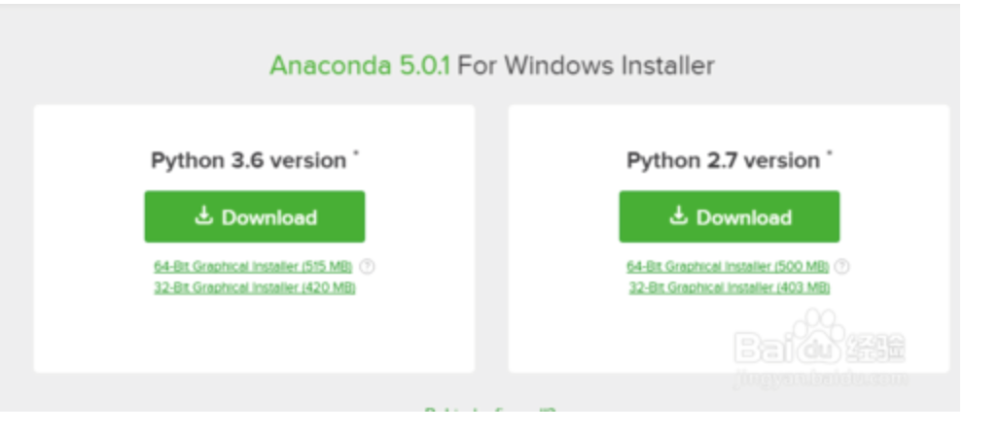 Anaconda 5.0.1 For Windows Installer
Python 3.6 version *
Download
64-Bit Graphical Installer (515 MB) ?
32-Bit Graphical Installer (420 MB)
Python 2.7 version *
Download
64-Bit Graphical Installer (500 MB) ?
32-Bit Graphical Installer (403 MB)
Bai du 经验
jingyan.baidu.com